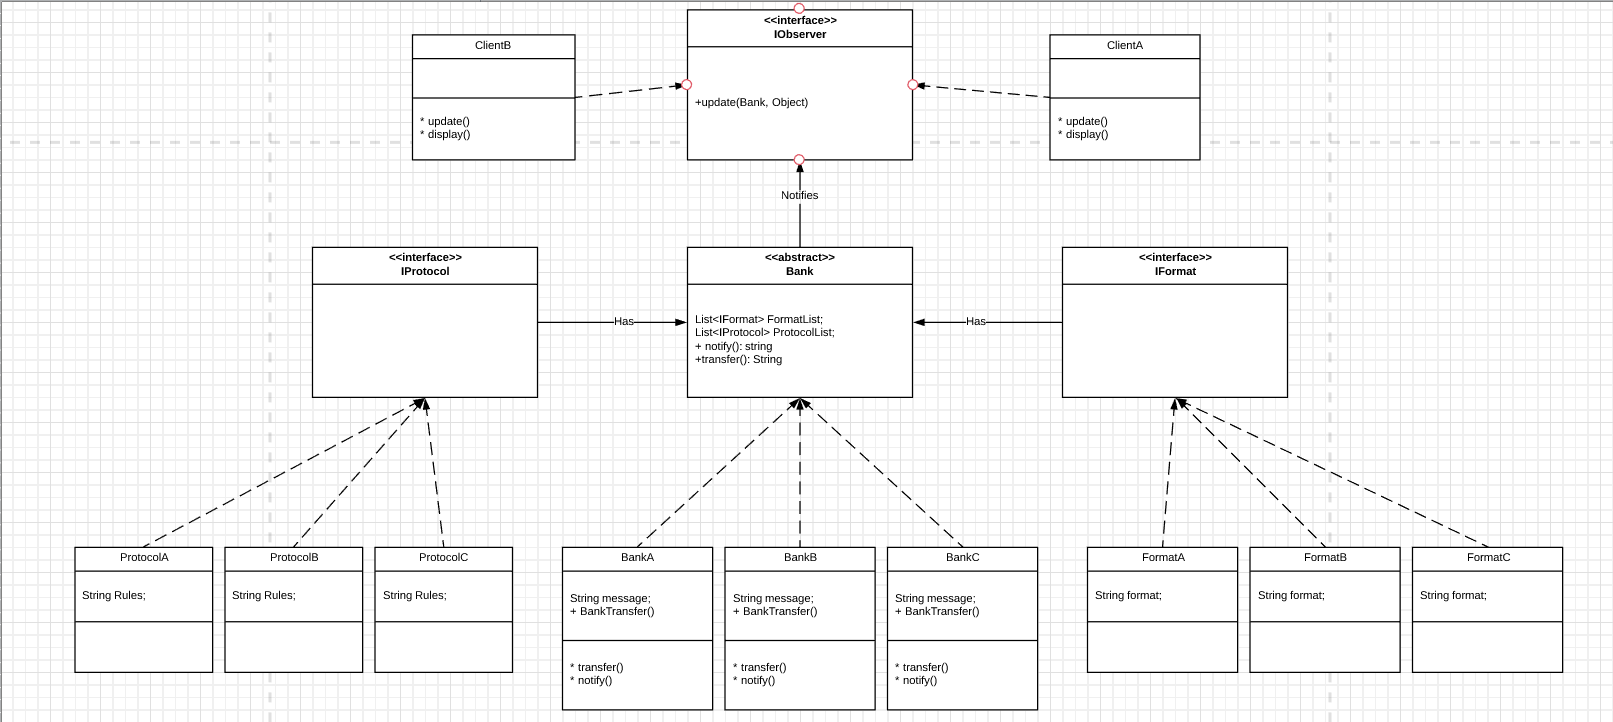 <<interface>>
IObserver
+update(Bank, Object)
ClientB
* update()
* display()
ClientA
* update()
* display()
Notifies
<<interface>>
IProtocol
Has
<<abstract>>
Bank
List<IFormat> FormatList;
List<IProtocol> ProtocolList;
+ notify(): string
+transfer(): String
Has
<<interface>>
IFormat
ProtocolA
String Rules;
ProtocolB
String Rules;
ProtocolC
String Rules;
BankA
String message;
+ BankTransfer()
* transfer()
* notify()
BankB
String message;
+ BankTransfer()
* transfer()
* notify()
BankC
String message;
+ BankTransfer()
* transfer()
* notify()
FormatA
String format;
FormatB
String format;
FormatC
String format;